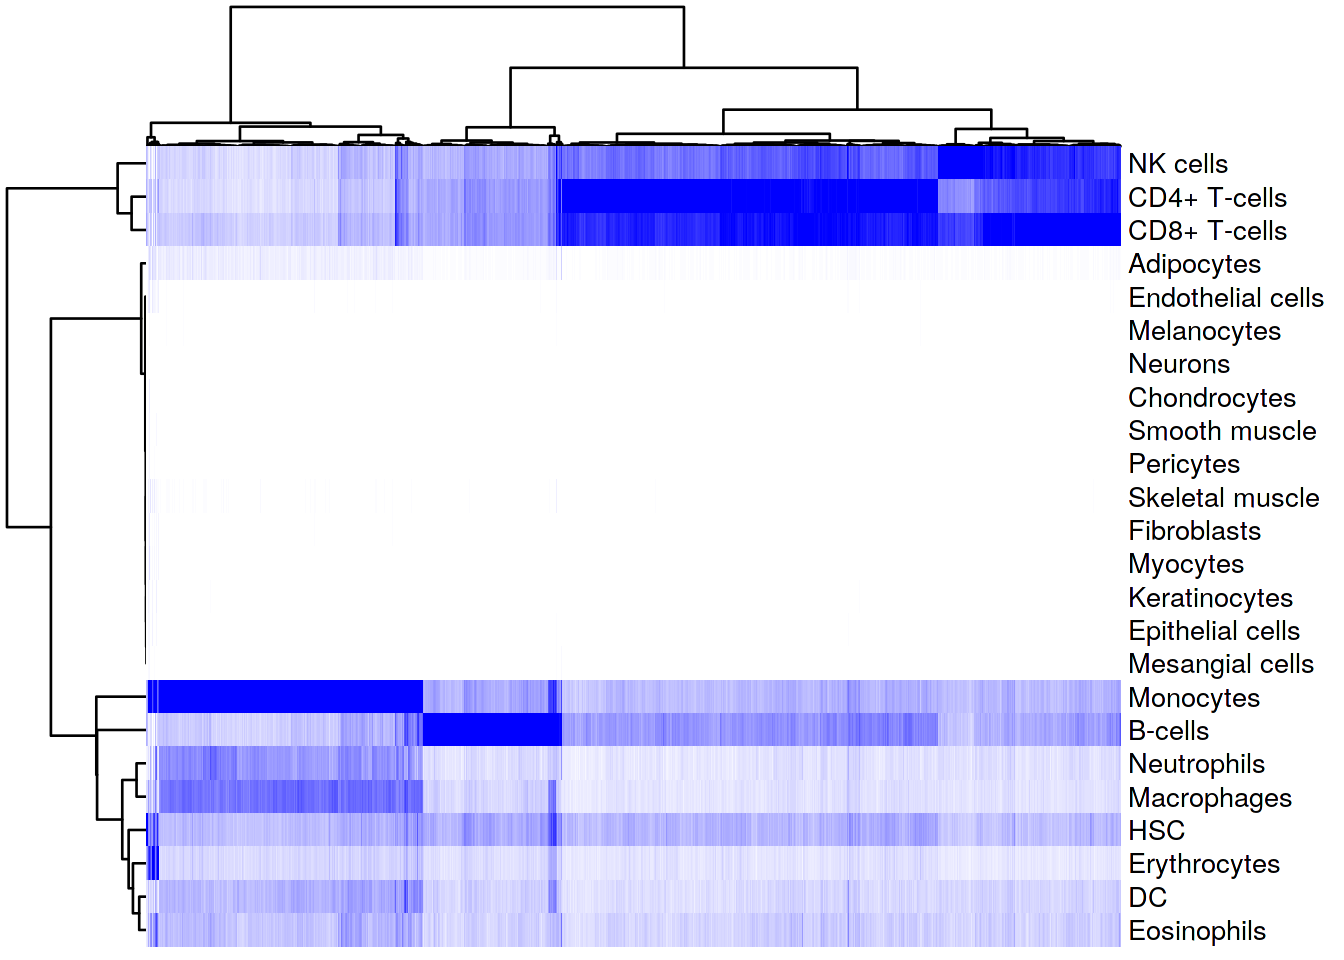 NK cells
CD4+ T-cells
CD8+ T-cells
Adipocytes
Endothelial cells
Melanocytes
Neurons
Chondrocytes
Smooth muscle
Pericytes
Skeletal muscle
Fibroblasts
Myocytes
Keratinocytes
Epithelial cells
Mesangial cells
Monocytes
B-cells
Neutrophils
Macrophages
HSC
Erythrocytes
DC
Eosinophils